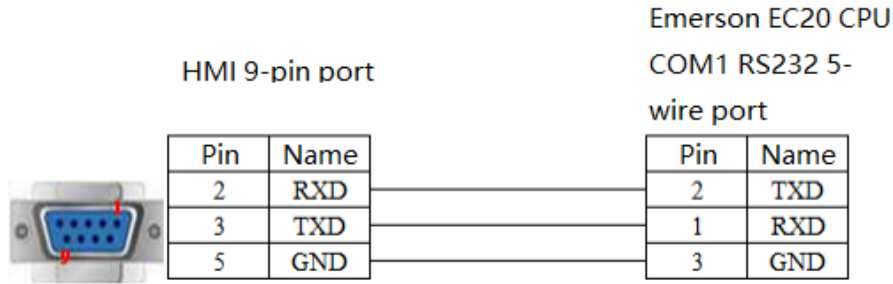 Emerson EC20 CPU
COM1 RS232 5-
wire port
HMI 9-pin port
Pin Name
2 RXD
3 TXD
5 GND
Pin Name
2 TXD
1 RXD
3 GND
1
9